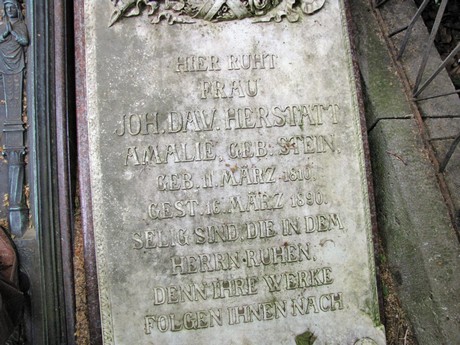 HIER RUHT
FRAU
JOH. DAV. HERSTATT
AMALIE, GEB: STEIN,
GEB. 11. MÄRZ 1810,
GEST. 16. MÄRZ 1890.
SELIG SIND, DIE IN DEM
HERRN RUHEN,
DENN IHRE WERKE
FOLGEN IHNEN NACH